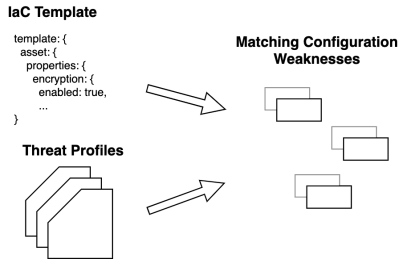 IaC Template
template: {
asset: {
properties: {
encryption: {
enabled: true,
...
}
Threat Profiles
Matching Configuration
Weaknesses